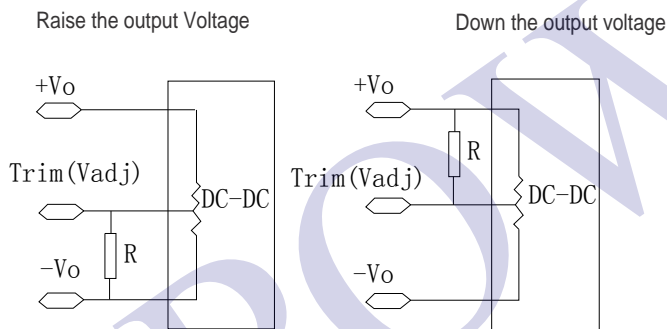 Raise the output Voltage
+Vo
Trim(Vadj)
DC-DC
R
-Vo
Down the output voltage
+Vo
R
Trim(Vadj)
DC-DC
-Vo